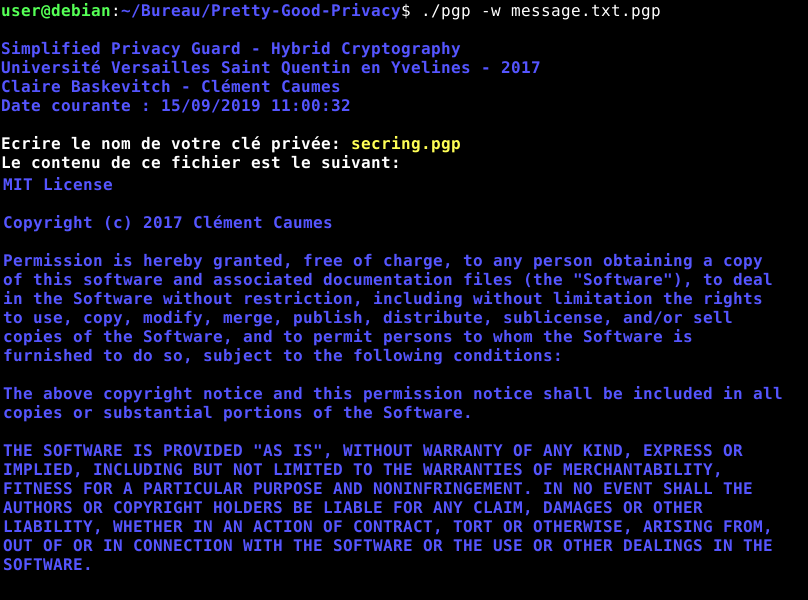 user@debian:~/Bureau/Pretty-Good-Privacy$ ./pgp -w message.txt.pgp
Simplified Privacy Guard - Hybrid Cryptography
Université Versailles Saint Quentin en Yvelines - 2017
Claire Baskevitch - Clément Caumes
Date courante : 15/09/2019 11:00:32
Ecrire le nom de votre clé privée: secring.pgp
Le contenu de ce fichier est le suivant:
MIT License
Copyright (c) 2017 Clément Caumes
Permission is hereby granted, free of charge, to any person obtaining a copy
of this software and associated documentation files (the "Software"), to deal
in the Software without restriction, including without limitation the rights
to use, copy, modify, merge, publish, distribute, sublicense, and/or sell
copies of the Software, and to permit persons to whom the Software is
furnished to do so, subject to the following conditions:
The above copyright notice and this permission notice shall be included in all
copies or substantial portions of the Software.
THE SOFTWARE IS PROVIDED "AS IS", WITHOUT WARRANTY OF ANY KIND, EXPRESS OR
IMPLIED, INCLUDING BUT NOT LIMITED TO THE WARRANTIES OF MERCHANTABILITY,
FITNESS FOR A PARTICULAR PURPOSE AND NONINFRINGEMENT. IN NO EVENT SHALL THE
AUTHORS OR COPYRIGHT HOLDERS BE LIABLE FOR ANY CLAIM, DAMAGES OR OTHER
LIABILITY, WHETHER IN AN ACTION OF CONTRACT, TORT OR OTHERWISE, ARISING FROM,
OUT OF OR IN CONNECTION WITH THE SOFTWARE OR THE USE OR OTHER DEALINGS IN THE
SOFTWARE.